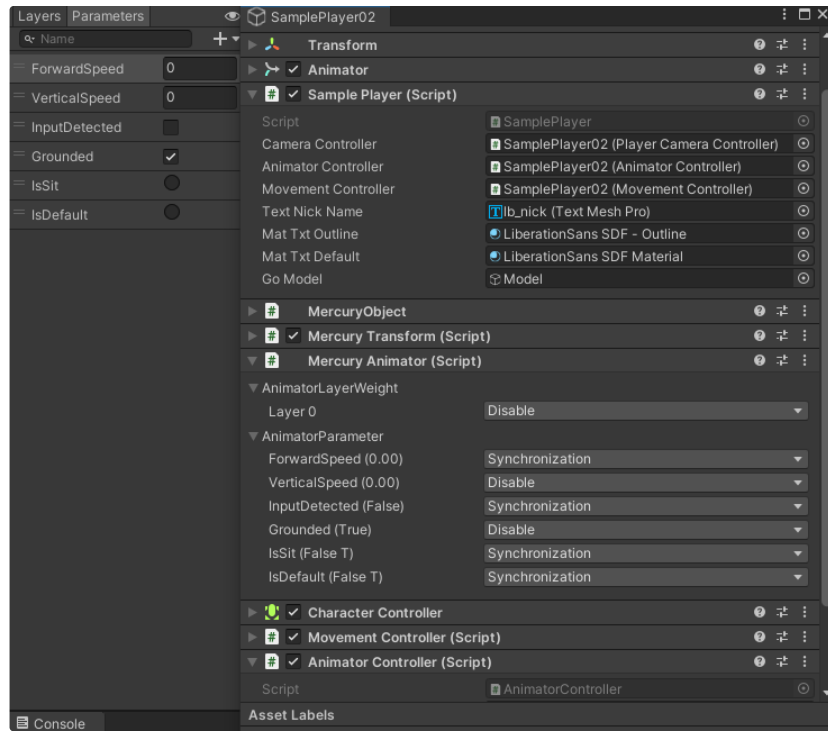 Layers Parameters
Name
ForwardSpeed 0
VerticalSpeed 0
InputDetected
Grounded
IsSit
IsDefault
Console
SamplePlayer02
Transform
Animator
Sample Player (Script)
Script SamplePlayer
Camera Controller SamplePlayer02 (Player Camera Controller)
Animator Controller SamplePlayer02 (Animator Controller)
Movement Controller SamplePlayer02 (Movement Controller)
Text Nick Name lb_nick (Text Mesh Pro)
Mat Txt Outline LiberationSans SDF - Outline
Mat Txt Default LiberationSans SDF Material
Go Model Model
MercuryObject
Mercury Transform (Script)
Mercury Animator (Script)
AnimatorLayerWeight
Layer 0 Disable
AnimatorParameter
ForwardSpeed (0.00) Synchronization
VerticalSpeed (0.00) Disable
InputDetected (False) Synchronization
Grounded (True) Disable
IsSit (False T) Synchronization
IsDefault (False T) Synchronization
Character Controller
Movement Controller (Script)
Animator Controller (Script)
Script AnimatorController
Asset Labels